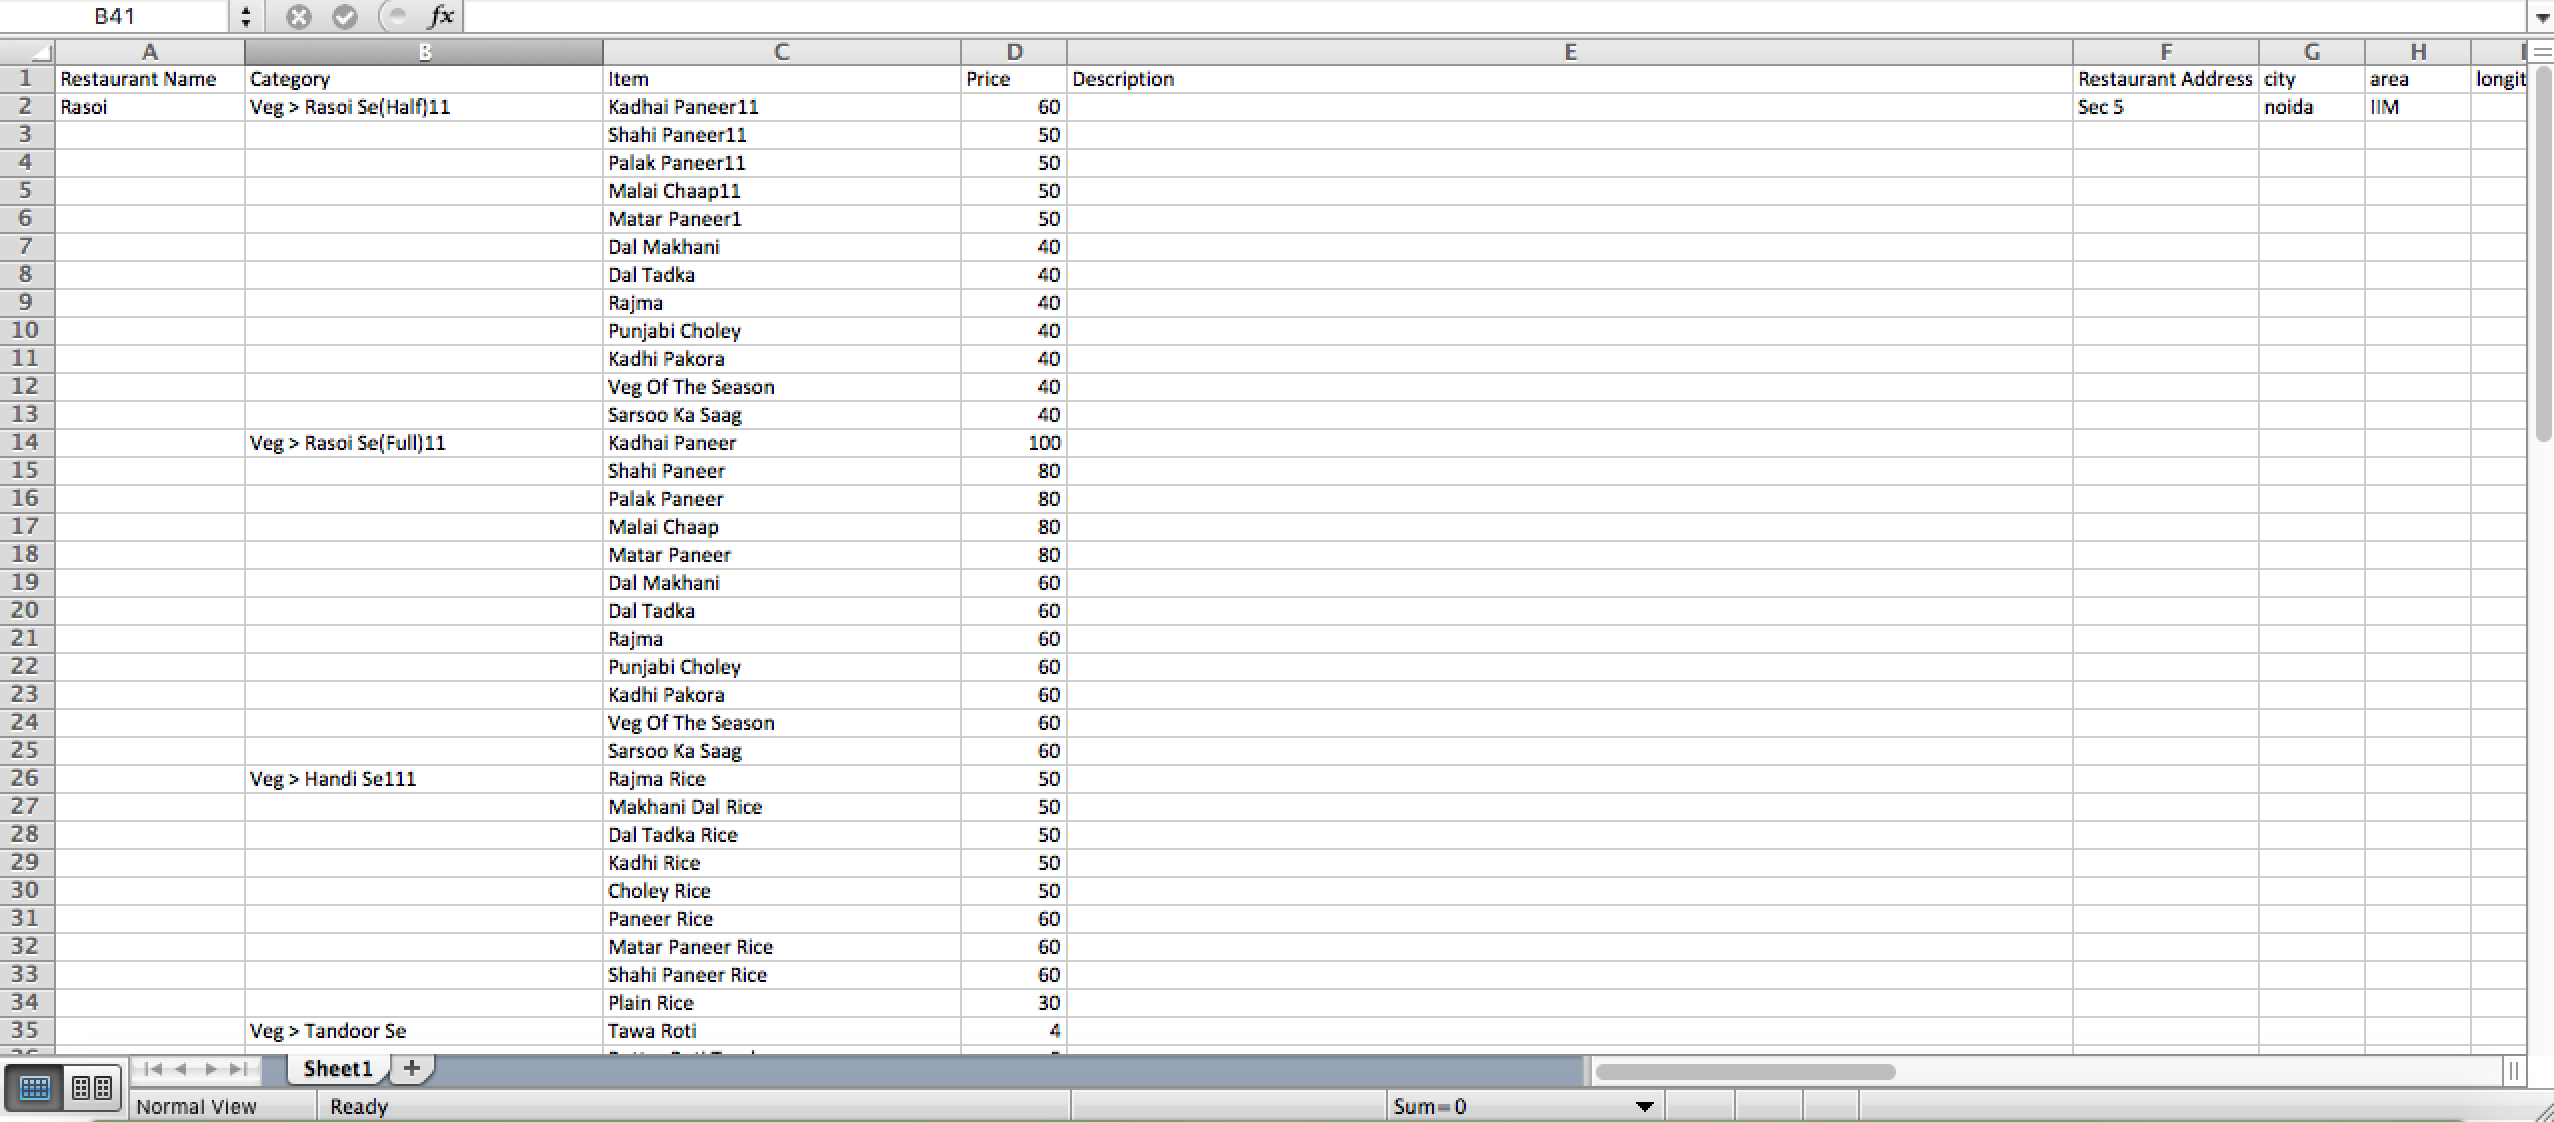 B41 fx
A B C D E F G H
1 Restaurant Name Category Item Price Description Restaurant Address city area longit
2 Rasoi Veg > Rasoi Se(Half)11 Kadhai Paneer11 60 Sec 5 noida IIM
3 Shahi Paneer11 50
4 Palak Paneer11 50
5 Malai Chaap11 50
6 Matar Paneer1 50
7 Dal Makhani 40
8 Dal Tadka 40
9 Rajma 40
10 Punjabi Choley 40
11 Kadhi Pakora 40
12 Veg Of The Season 40
13 Sarsoo Ka Saag 40
14 Veg > Rasoi Se(Full)11 Kadhai Paneer 100
15 Shahi Paneer 80
16 Palak Paneer 80
17 Malai Chaap 80
18 Matar Paneer 80
19 Dal Makhani 60
20 Dal Tadka 60
21 Rajma 60
22 Punjabi Choley 60
23 Kadhi Pakora 60
24 Veg Of The Season 60
25 Sarsoo Ka Saag 60
26 Veg > Handi Se111 Rajma Rice 50
27 Makhani Dal Rice 50
28 Dal Tadka Rice 50
29 Kadhi Rice 50
30 Choley Rice 50
31 Paneer Rice 60
32 Matar Paneer Rice 60
33 Shahi Paneer Rice 60
34 Plain Rice 30
35 Veg > Tandoor Se Tawa Roti 4
Sheet1 +
Normal View Ready Sum=0